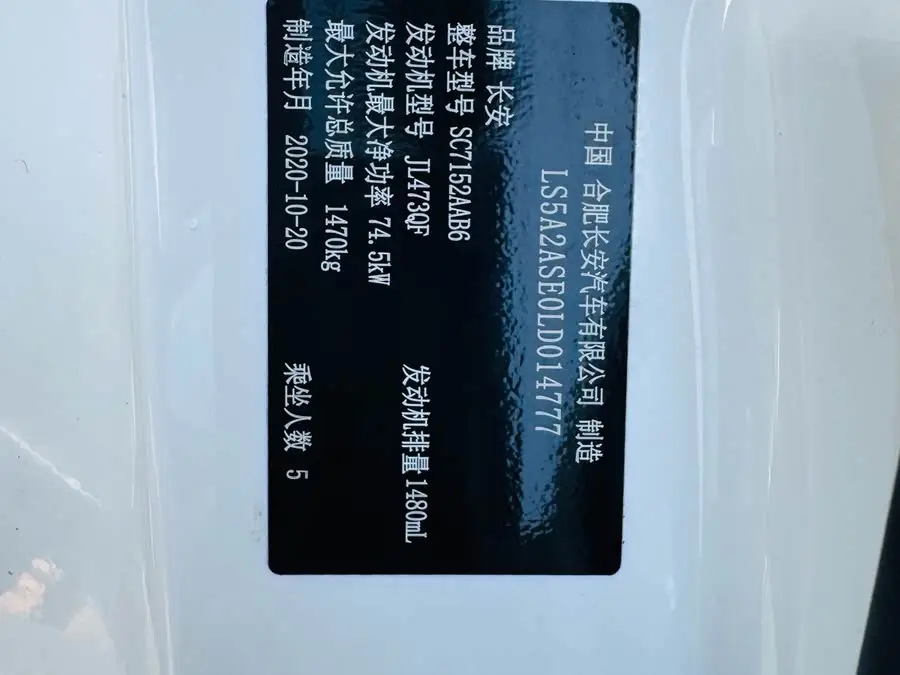 中国 合肥长安汽车有限公司 制造
LS5A2ASE0LD014777
品牌 长安
整车型号 SC7152AAB6
发动机型号 JL473QF 发动机排量 1480mL
发动机最大净功率 74.5kW
最大允许总质量 1470kg
制造年月 2020-10-20 乘坐人数 5